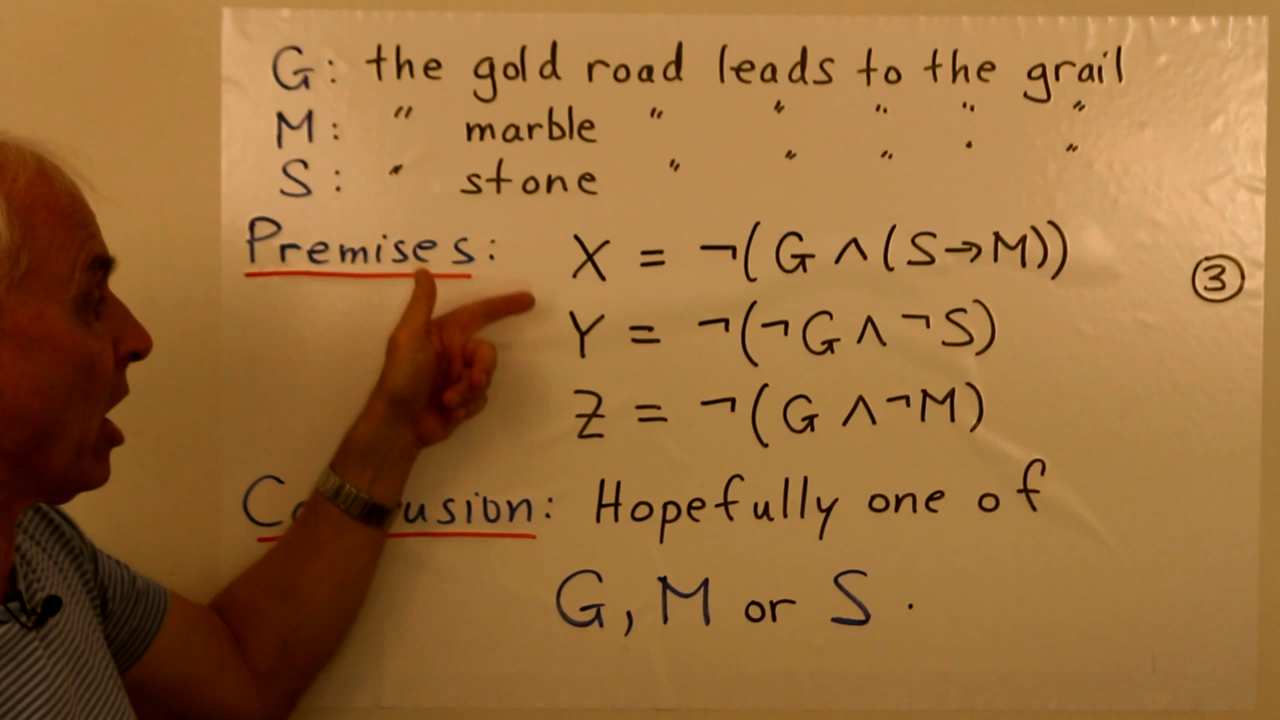 G: the gold road leads to the grail
M: " marble " " " " "
S: " stone " " " " "
Premises: X = ¬(G ∧ (S→M))
③
Y = ¬(¬G ∧ ¬S)
Z = ¬(G ∧ ¬M)
: Hopefully one of
G, M or S.